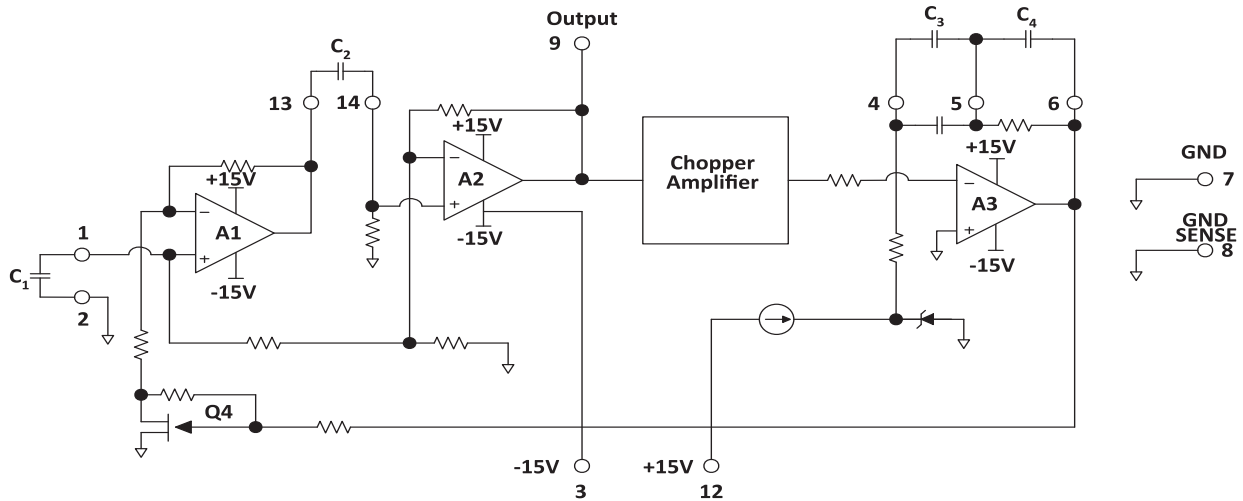 Output
9
C3
C4
C2
13
14
4
5
6
+15V
+15V
+15V
Chopper
Amplifier
GND
7
−
A2
+
-15V
−
A3
+
-15V
−
A1
+
-15V
+15V
GND
SENSE
8
1
C1
2
Q4
-15V
3
+15V
12